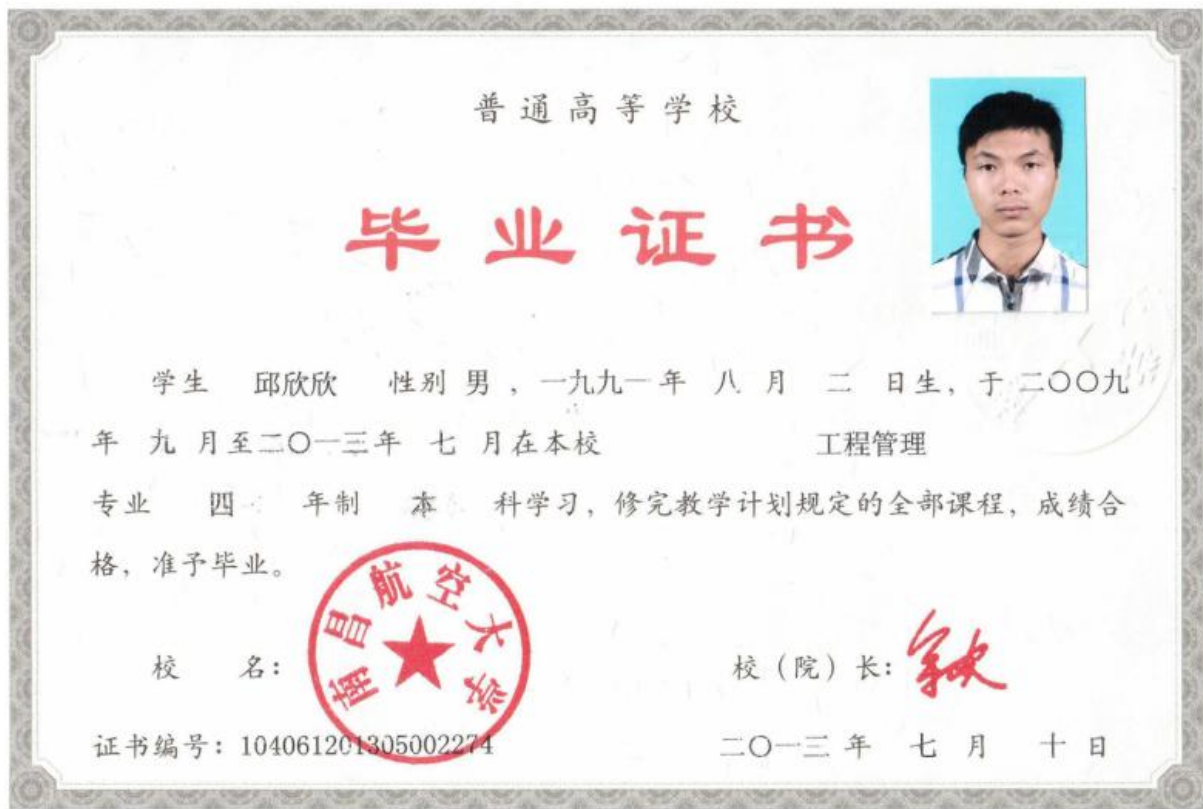 普通高等学校
毕业证书
学生 邱欣欣 性别 男 ，一九九一年 八 月 二 日生，于 二〇〇九
年 九 月至二〇一三年 七 月在本校 工程管理
专业 四 年制 本 科学习，修完教学计划规定的全部课程，成绩合
格，准予毕业。
南昌航空大学
校 名： 校（院）长：
证书编号：104061201305002274 二〇一三 年 七 月 十 日